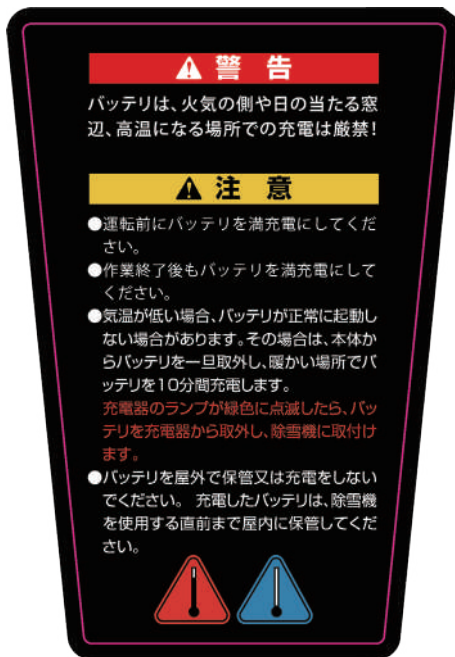 警告
バッテリは、火気の側や日の当たる窓
辺、高温になる場所での充電は厳禁!
注意
●運転前にバッテリを満充電にしてくだ
さい。
●作業終了後もバッテリを満充電にして
ください。
●気温が低い場合、バッテリが正常に起動し
ない場合があります。その場合は、本体か
らバッテリを一旦取外し、暖かい場所でバ
ッテリを10分間充電します。
充電器のランプが緑色に点滅したら、バッ
テリを充電器から取外し、除雪機に取付け
ます。
●バッテリを屋外で保管又は充電をしない
でください。 充電したバッテリは、除雪機
を使用する直前まで屋内に保管してくだ
さい。